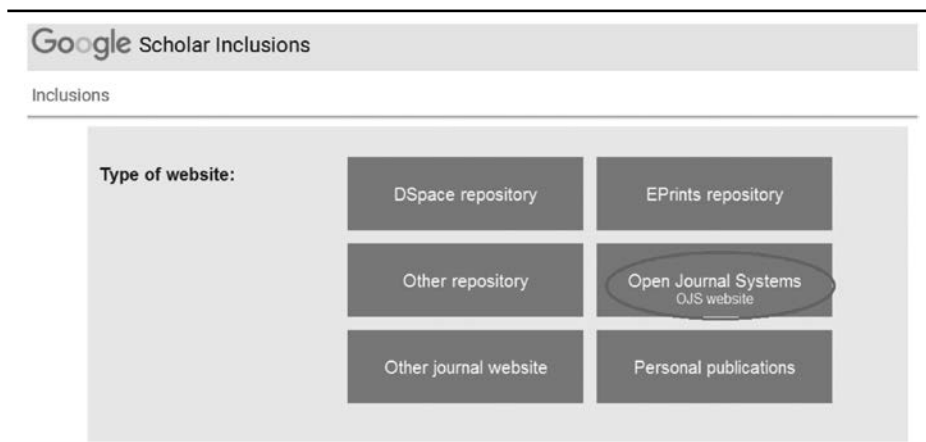 Google Scholar Inclusions
Inclusions
Type of website:
DSpace repository
EPrints repository
Other repository
Open Journal Systems
OJS website
Other journal website
Personal publications